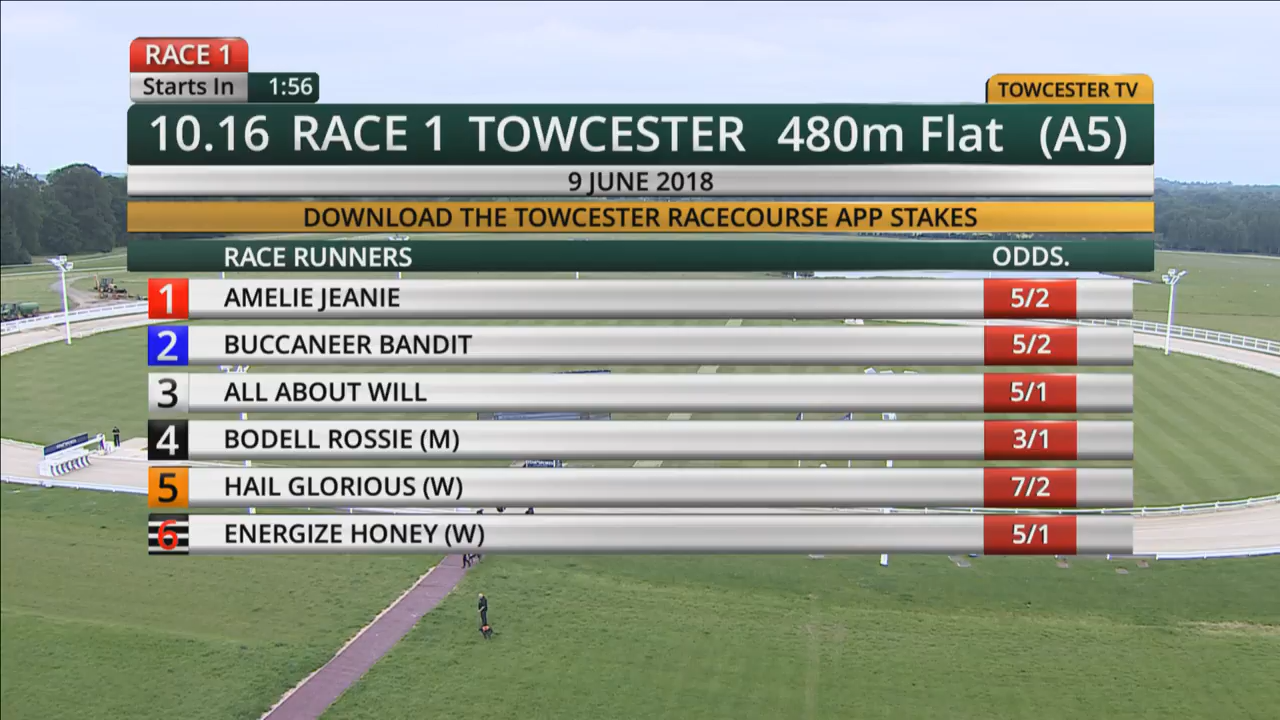 RACE 1
Starts In 1:56
TOWCESTER TV
10.16 RACE 1 TOWCESTER 480m Flat (A5)
9 JUNE 2018
DOWNLOAD THE TOWCESTER RACECOURSE APP STAKES
RACE RUNNERS ODDS.
1 AMELIE JEANIE 5/2
2 BUCCANEER BANDIT 5/2
3 ALL ABOUT WILL 5/1
4 BODELL ROSSIE (M) 3/1
5 HAIL GLORIOUS (W) 7/2
6 ENERGIZE HONEY (W) 5/1